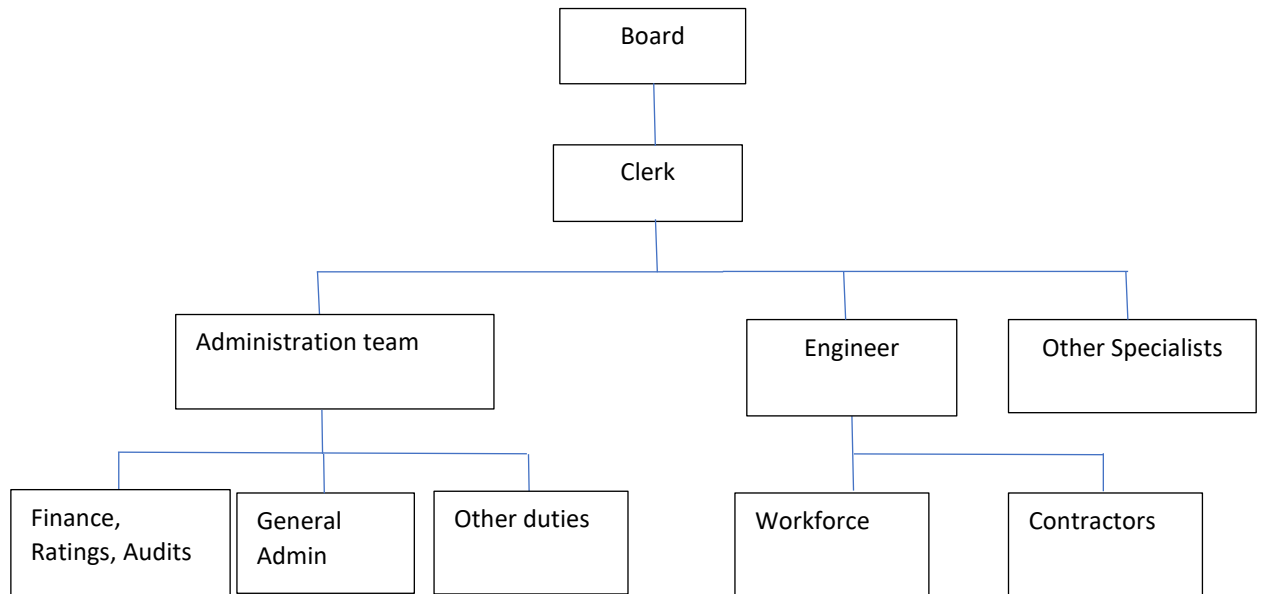 Board
Clerk
Administration team
Engineer
Other Specialists
Finance,
Ratings, Audits
General
Admin
Other duties
Workforce
Contractors